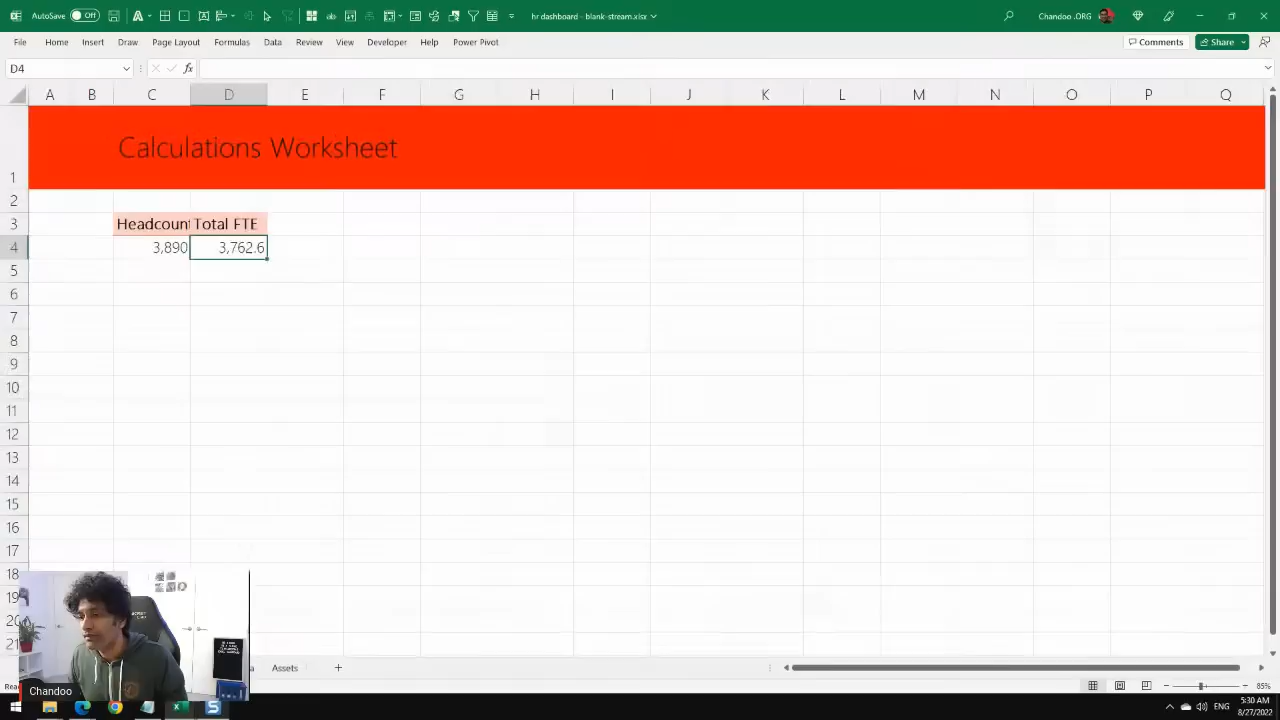 AutoSave Off
hr dashboard - blank-stream.xlsx
Chandoo .ORG
File Home Insert Draw Page Layout Formulas Data Review View Developer Help Power Pivot
Comments Share
D4
fx
A B C D E F G H I J K L M N O P Q
1 Calculations Worksheet
2
3 Headcount Total FTE
4 3,890 3,762.6
5
6
7
8
9
10
11
12
13
14
15
16
17
18
19
20
21
Assets
Chandoo
85%
ENG
5:30 AM
8/27/2022